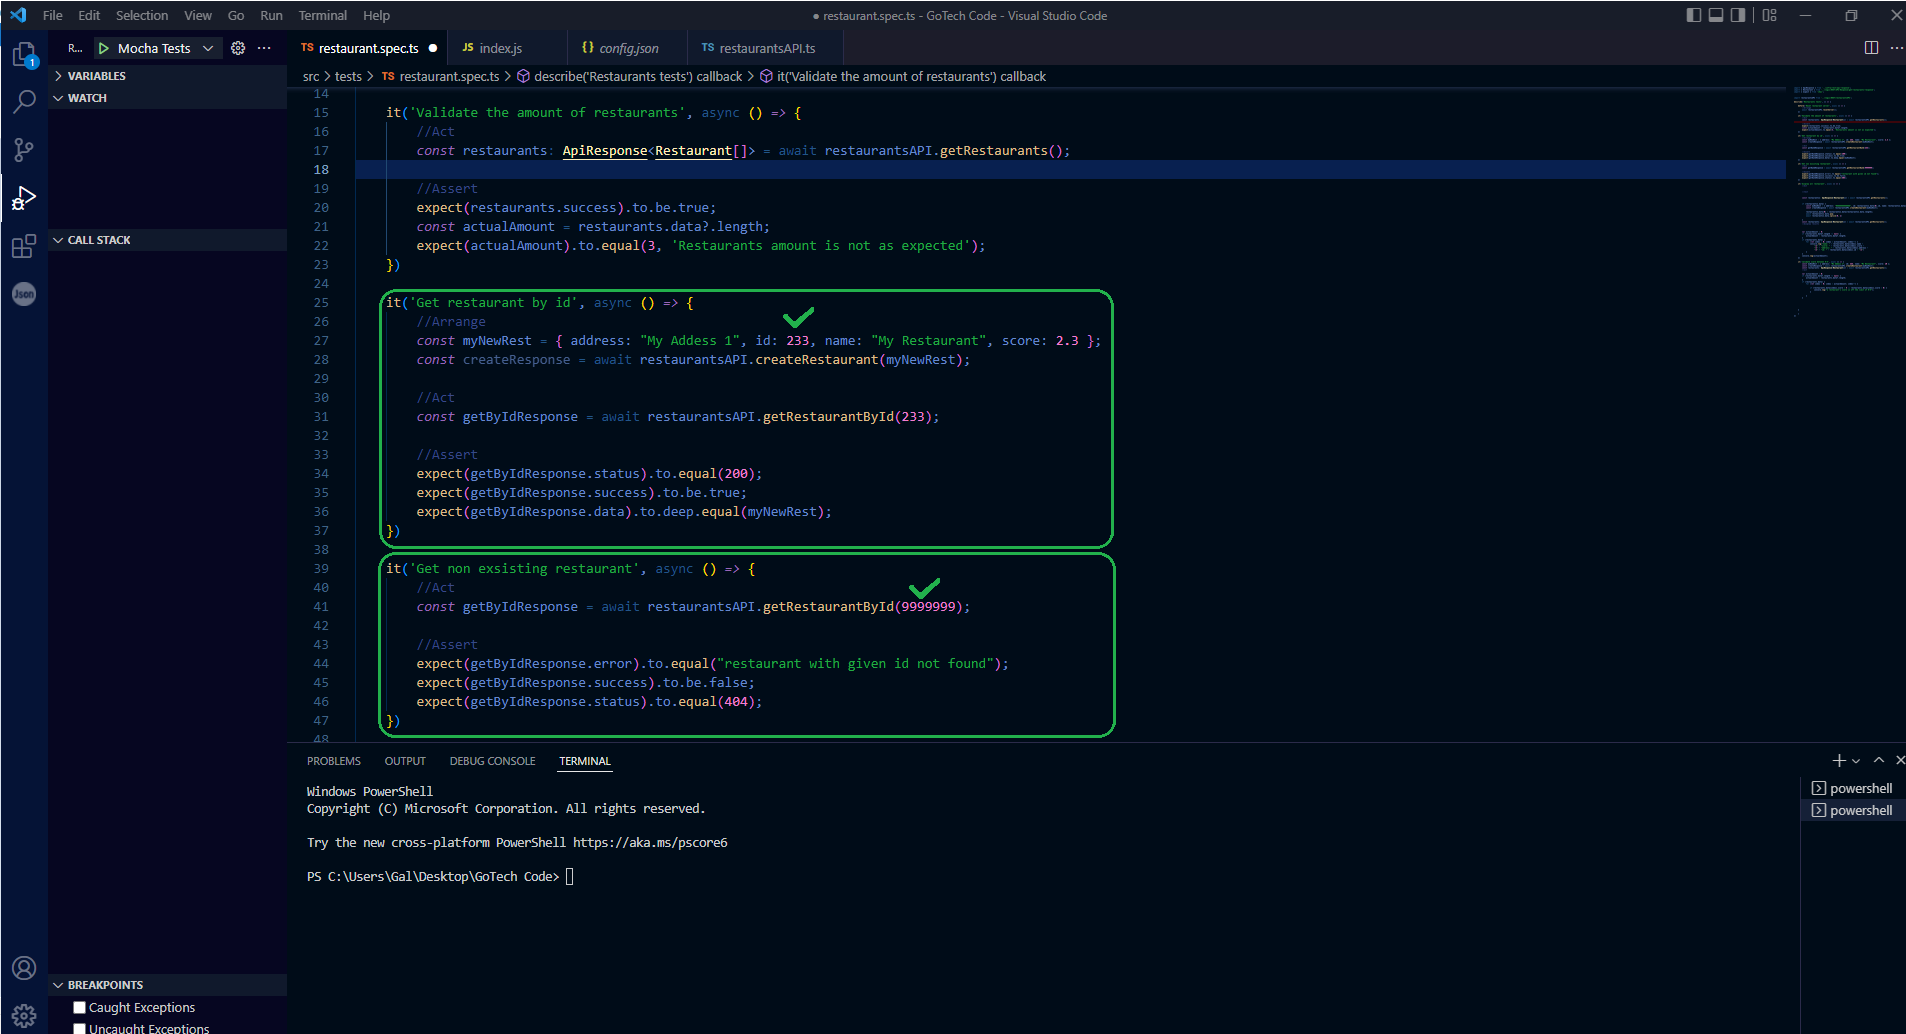 File Edit Selection View Go Run Terminal Help
● restaurant.spec.ts - GoTech Code - Visual Studio Code
R... Mocha Tests
TS restaurant.spec.ts ● JS index.js {} config.json TS restaurantsAPI.ts
src > tests > TS restaurant.spec.ts > describe('Restaurants tests') callback > it('Validate the amount of restaurants') callback
1
VARIABLES
WATCH
CALL STACK
Json
BREAKPOINTS
Caught Exceptions
Uncaught Exceptions
14
15 it('Validate the amount of restaurants', async () => {
16 //Act
17 const restaurants: ApiResponse<Restaurant[]> = await restaurantsAPI.getRestaurants();
18
19 //Assert
20 expect(restaurants.success).to.be.true;
21 const actualAmount = restaurants.data?.length;
22 expect(actualAmount).to.equal(3, 'Restaurants amount is not as expected');
23 })
24
25 it('Get restaurant by id', async () => {
26 //Arrange
27 const myNewRest = { address: "My Addess 1", id: 233, name: "My Restaurant", score: 2.3 };
28 const createResponse = await restaurantsAPI.createRestaurant(myNewRest);
29
30 //Act
31 const getByIdResponse = await restaurantsAPI.getRestaurantById(233);
32
33 //Assert
34 expect(getByIdResponse.status).to.equal(200);
35 expect(getByIdResponse.success).to.be.true;
36 expect(getByIdResponse.data).to.deep.equal(myNewRest);
37 })
38
39 it('Get non exsisting restaurant', async () => {
40 //Act
41 const getByIdResponse = await restaurantsAPI.getRestaurantById(9999999);
42
43 //Assert
44 expect(getByIdResponse.error).to.equal("restaurant with given id not found");
45 expect(getByIdResponse.success).to.be.false;
46 expect(getByIdResponse.status).to.equal(404);
47 })
48
PROBLEMS OUTPUT DEBUG CONSOLE TERMINAL
Windows PowerShell
Copyright (C) Microsoft Corporation. All rights reserved.
Try the new cross-platform PowerShell https://aka.ms/pscore6
PS C:\Users\Gal\Desktop\GoTech Code>
powershell
powershell